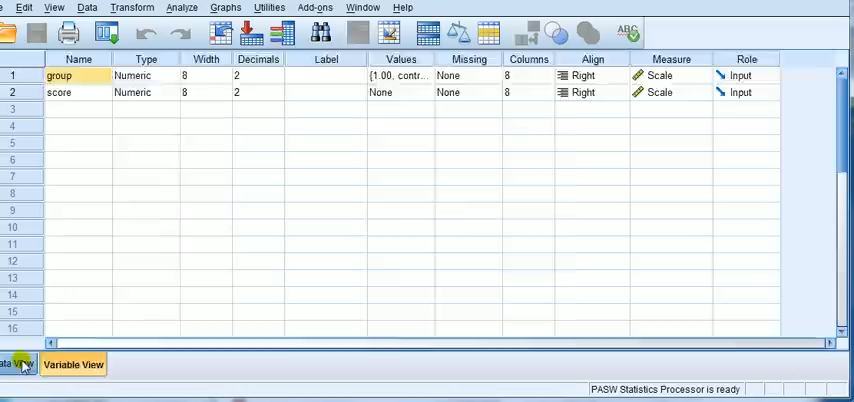 Edit View Data Transform Analyze Graphs Utilities Add-ons Window Help
Name Type Width Decimals Label Values Missing Columns Align Measure Role
1 group Numeric 8 2 {1.00, contr... None 8 Right Scale Input
2 score Numeric 8 2 None None 8 Right Scale Input
3
4
5
6
7
8
9
10
11
12
13
14
15
16
ata View Variable View
PASW Statistics Processor is ready